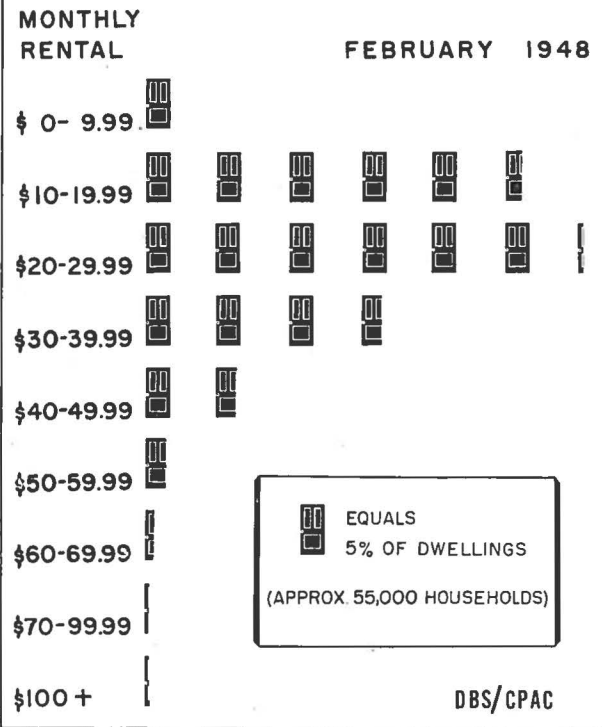 MONTHLY
RENTAL
FEBRUARY 1948
$ 0- 9.99
$10-19.99
$20-29.99
$30-39.99
$40-49.99
$50-59.99
$60-69.99
$70-99.99
$100+
EQUALS
5% OF DWELLINGS
(APPROX. 55,000 HOUSEHOLDS)
DBS/CPAC